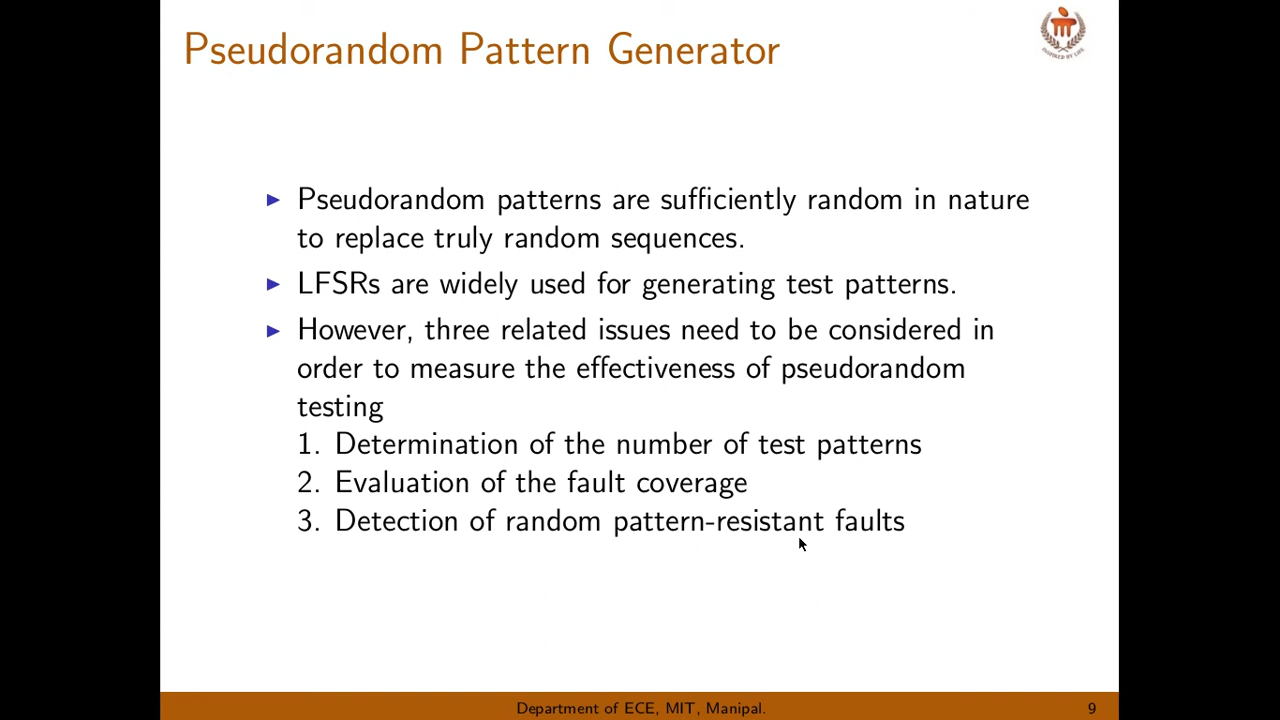 Pseudorandom Pattern Generator
Pseudorandom patterns are sufficiently random in nature
to replace truly random sequences.
LFSRs are widely used for generating test patterns.
However, three related issues need to be considered in
order to measure the effectiveness of pseudorandom
testing
1. Determination of the number of test patterns
2. Evaluation of the fault coverage
3. Detection of random pattern-resistant faults
Department of ECE, MIT, Manipal.
9